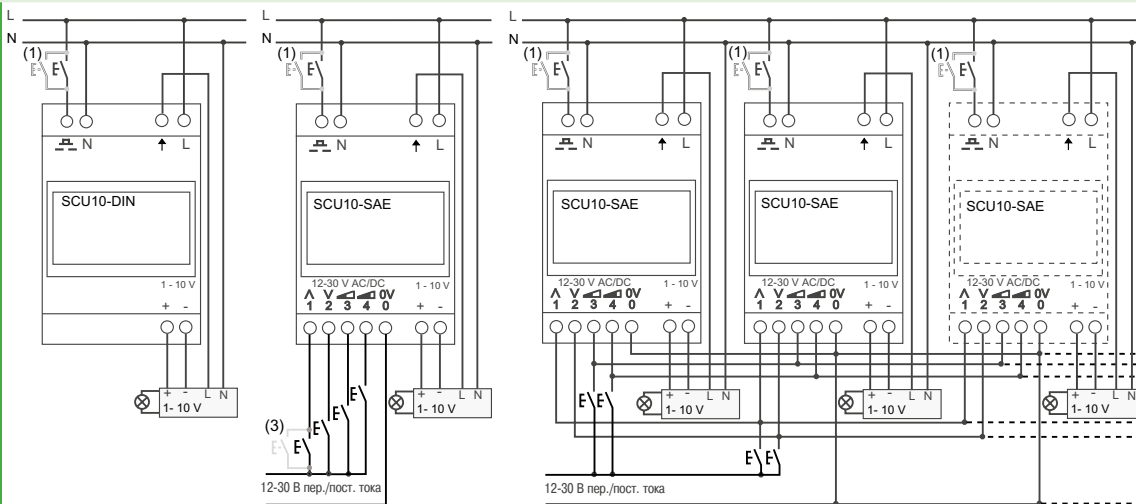 L
N
(1)
E E
N ↑ L
SCU10-DIN
1 - 10 V
+ -
+ - L N
1- 10 V
L
N
(1)
E E
N ↑ L
SCU10-SAE
12-30 V AC/DC 1 - 10 V
Λ V 0V + -
1 2 3 4 0
+ - L N
1- 10 V
E
E
E
(3)
E E
12-30 В пер./пост. тока
L
N
(1) (1) (1)
E E E E E E
N ↑ L N ↑ L N ↑ L
SCU10-SAE SCU10-SAE SCU10-SAE
12-30 V AC/DC 1 - 10 V 12-30 V AC/DC 1 - 10 V 12-30 V AC/DC 1 - 10 V
Λ V 0V + - Λ V 0V + - Λ V 0V + -
1 2 3 4 0 1 2 3 4 0 1 2 3 4 0
+ - L N + - L N + - L N
1- 10 V 1- 10 V 1- 10 V
E E
E E
12-30 В пер./пост. тока